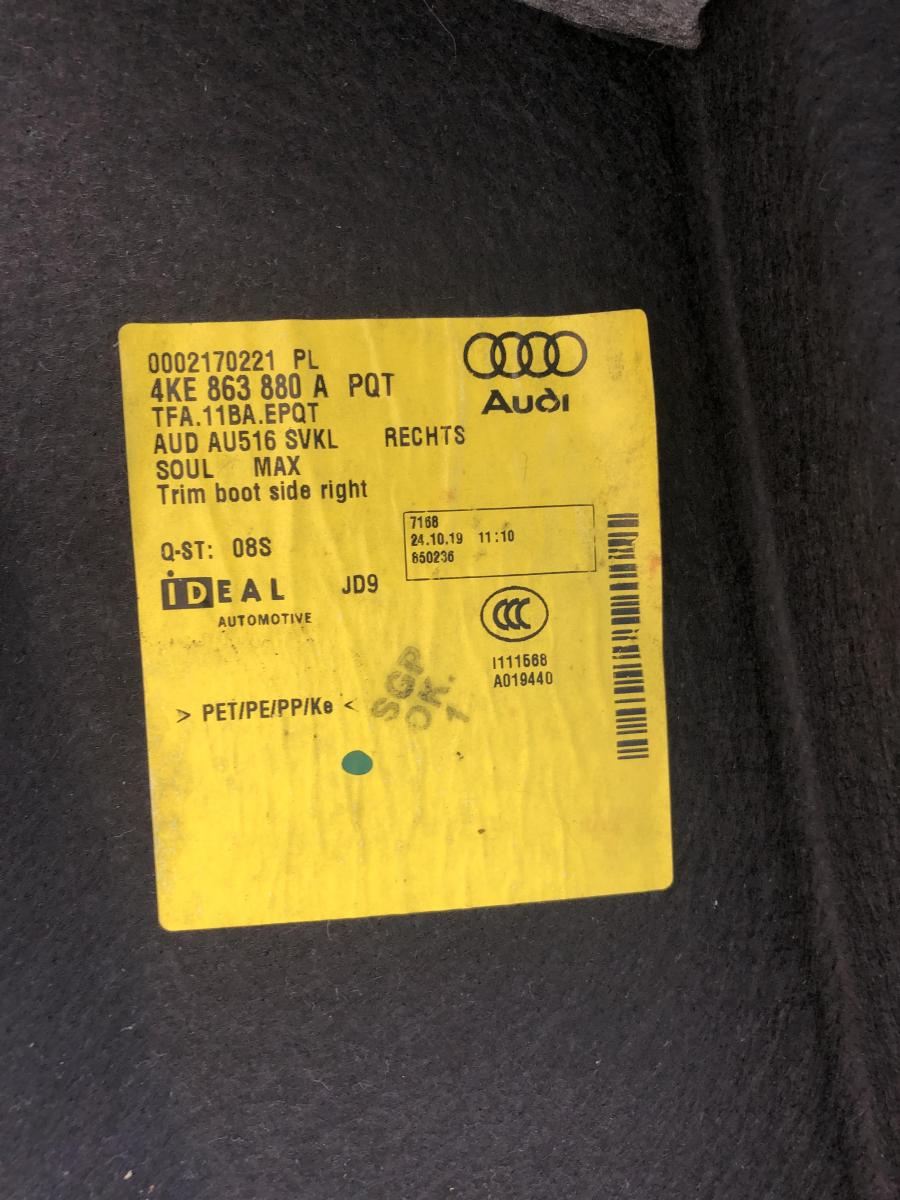 0002170221 PL
4KE 863 880 A PQT
TFA.11BA.EPQT
AUD AU516 SVKL RECHTS
SOUL MAX
Trim boot side right
Audi
7168
24.10.19 11:10
850236
Q-ST: 08S
iDEAL JD9
AUTOMOTIVE
CCC
I111568
A019440
> PET/PE/PP/Ke <
SGP
OK.
1